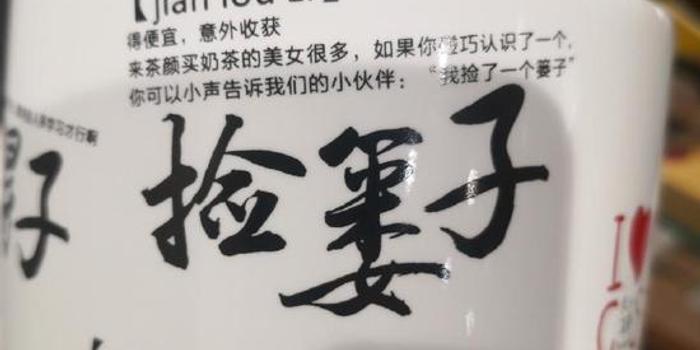 【jian lou zi】
得便宜，意外收获
来茶颜买奶茶的美女很多，如果你碰巧认识了一个，
你可以小声告诉我们的小伙伴：“我捡了一个篓子”
捡篓子
子
I